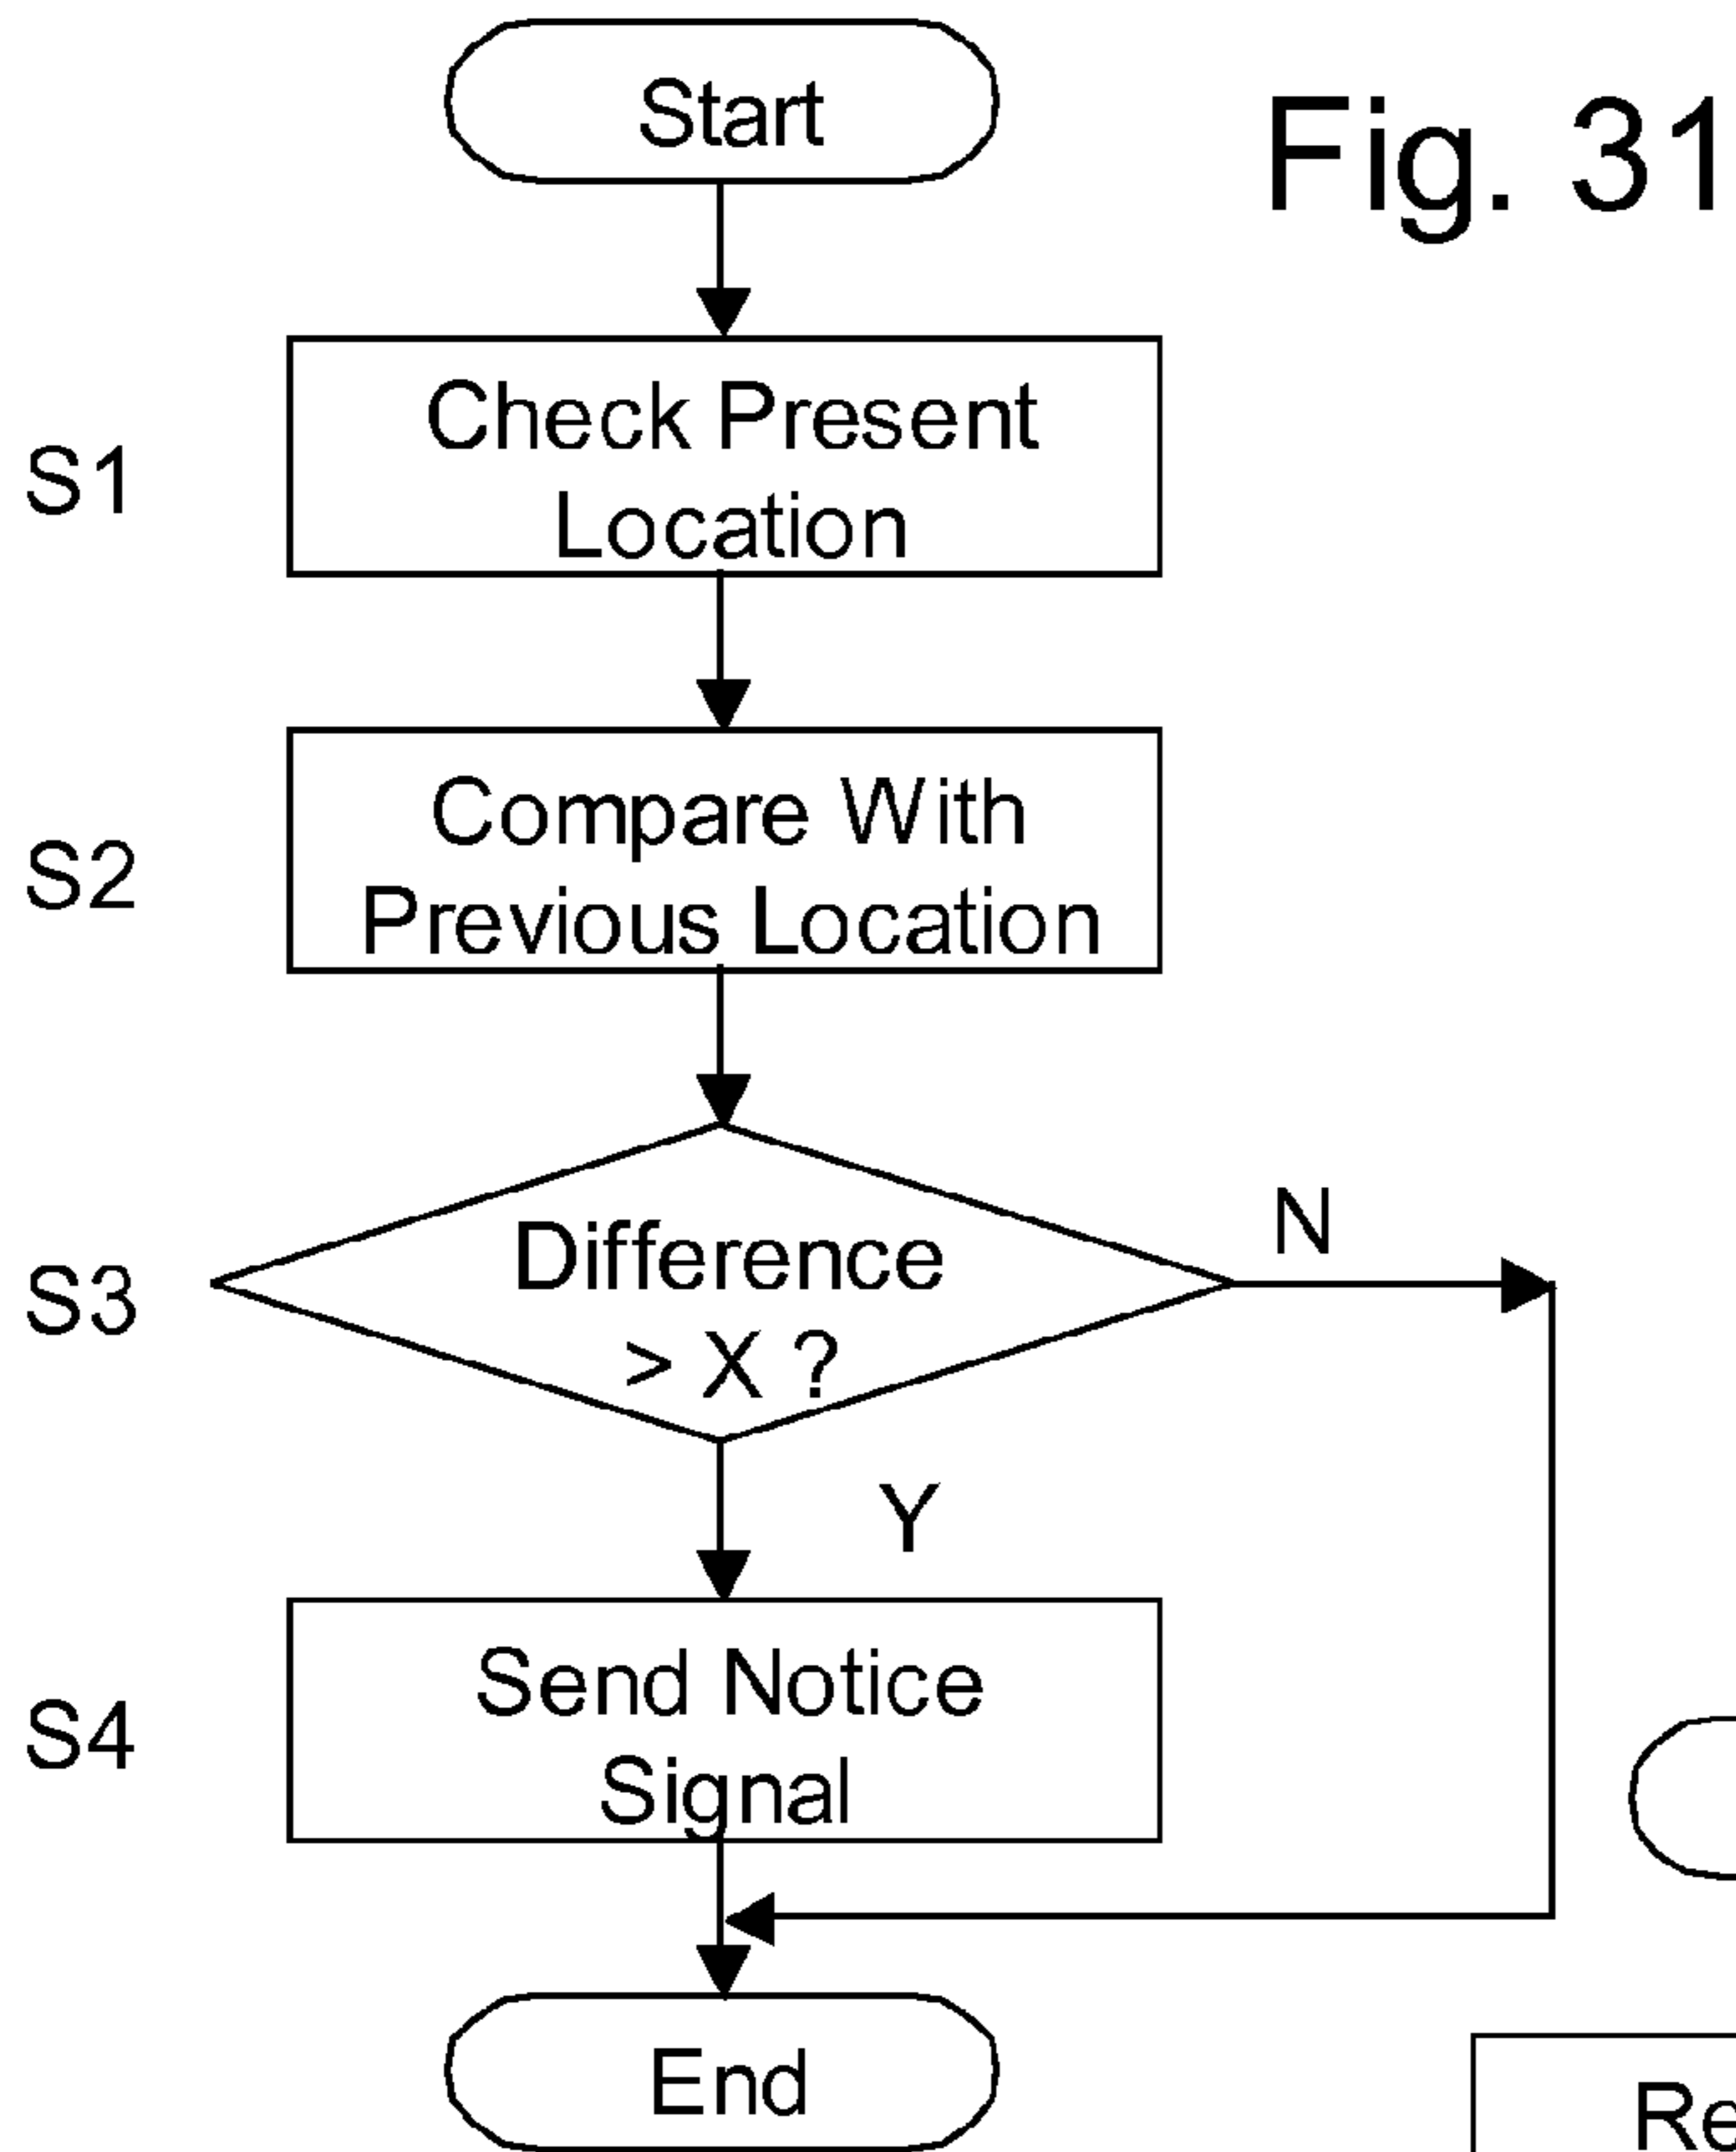 Start
Fig. 31
S1
Check Present
Location
S2
Compare With
Previous Location
S3
Difference
> X ?
N
Y
S4
Send Notice
Signal
End